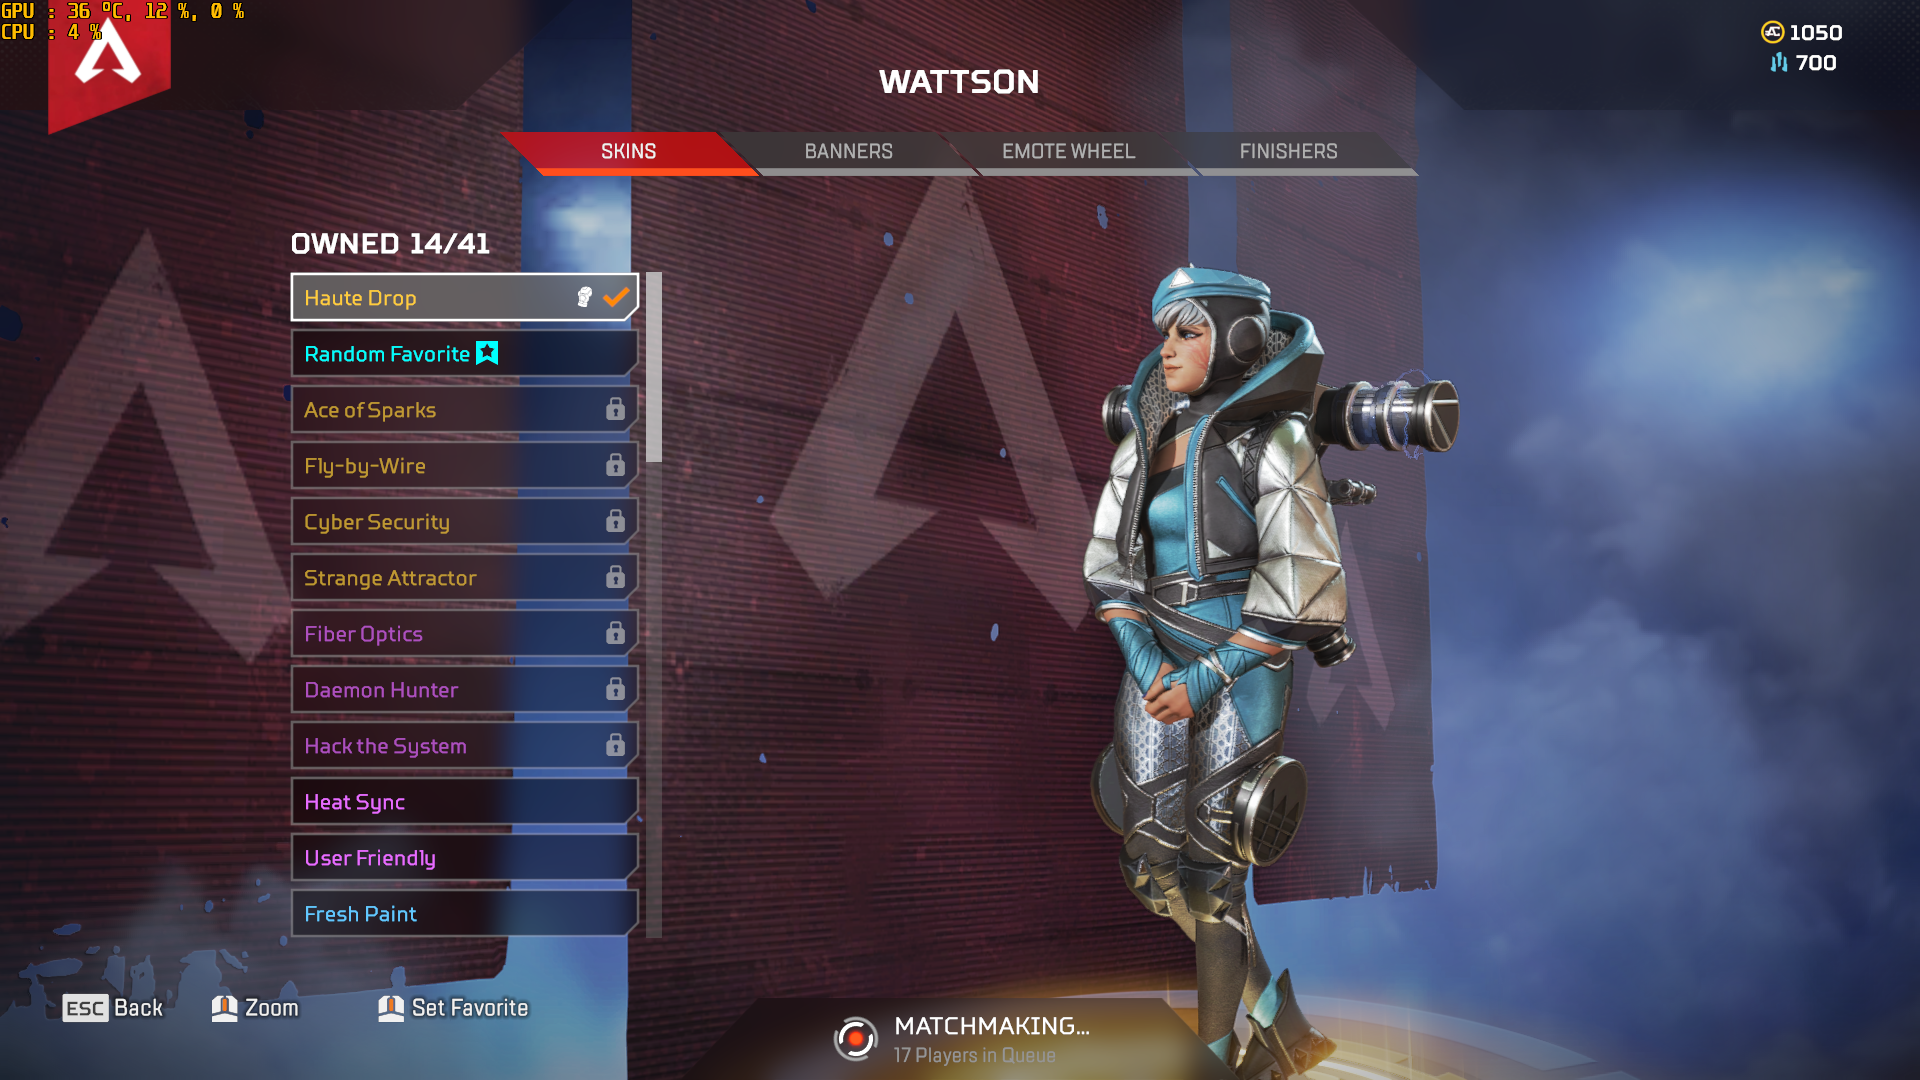 GPU : 36 ºC, 12 %, 0 %
CPU : 4 %
1050
700
WATTSON
SKINS
BANNERS
EMOTE WHEEL
FINISHERS
OWNED 14/41
Haute Drop
Random Favorite
Ace of Sparks
Fly-by-Wire
Cyber Security
Strange Attractor
Fiber Optics
Daemon Hunter
Hack the System
Heat Sync
User Friendly
Fresh Paint
ESC Back
Zoom
Set Favorite
MATCHMAKING...
17 Players in Queue